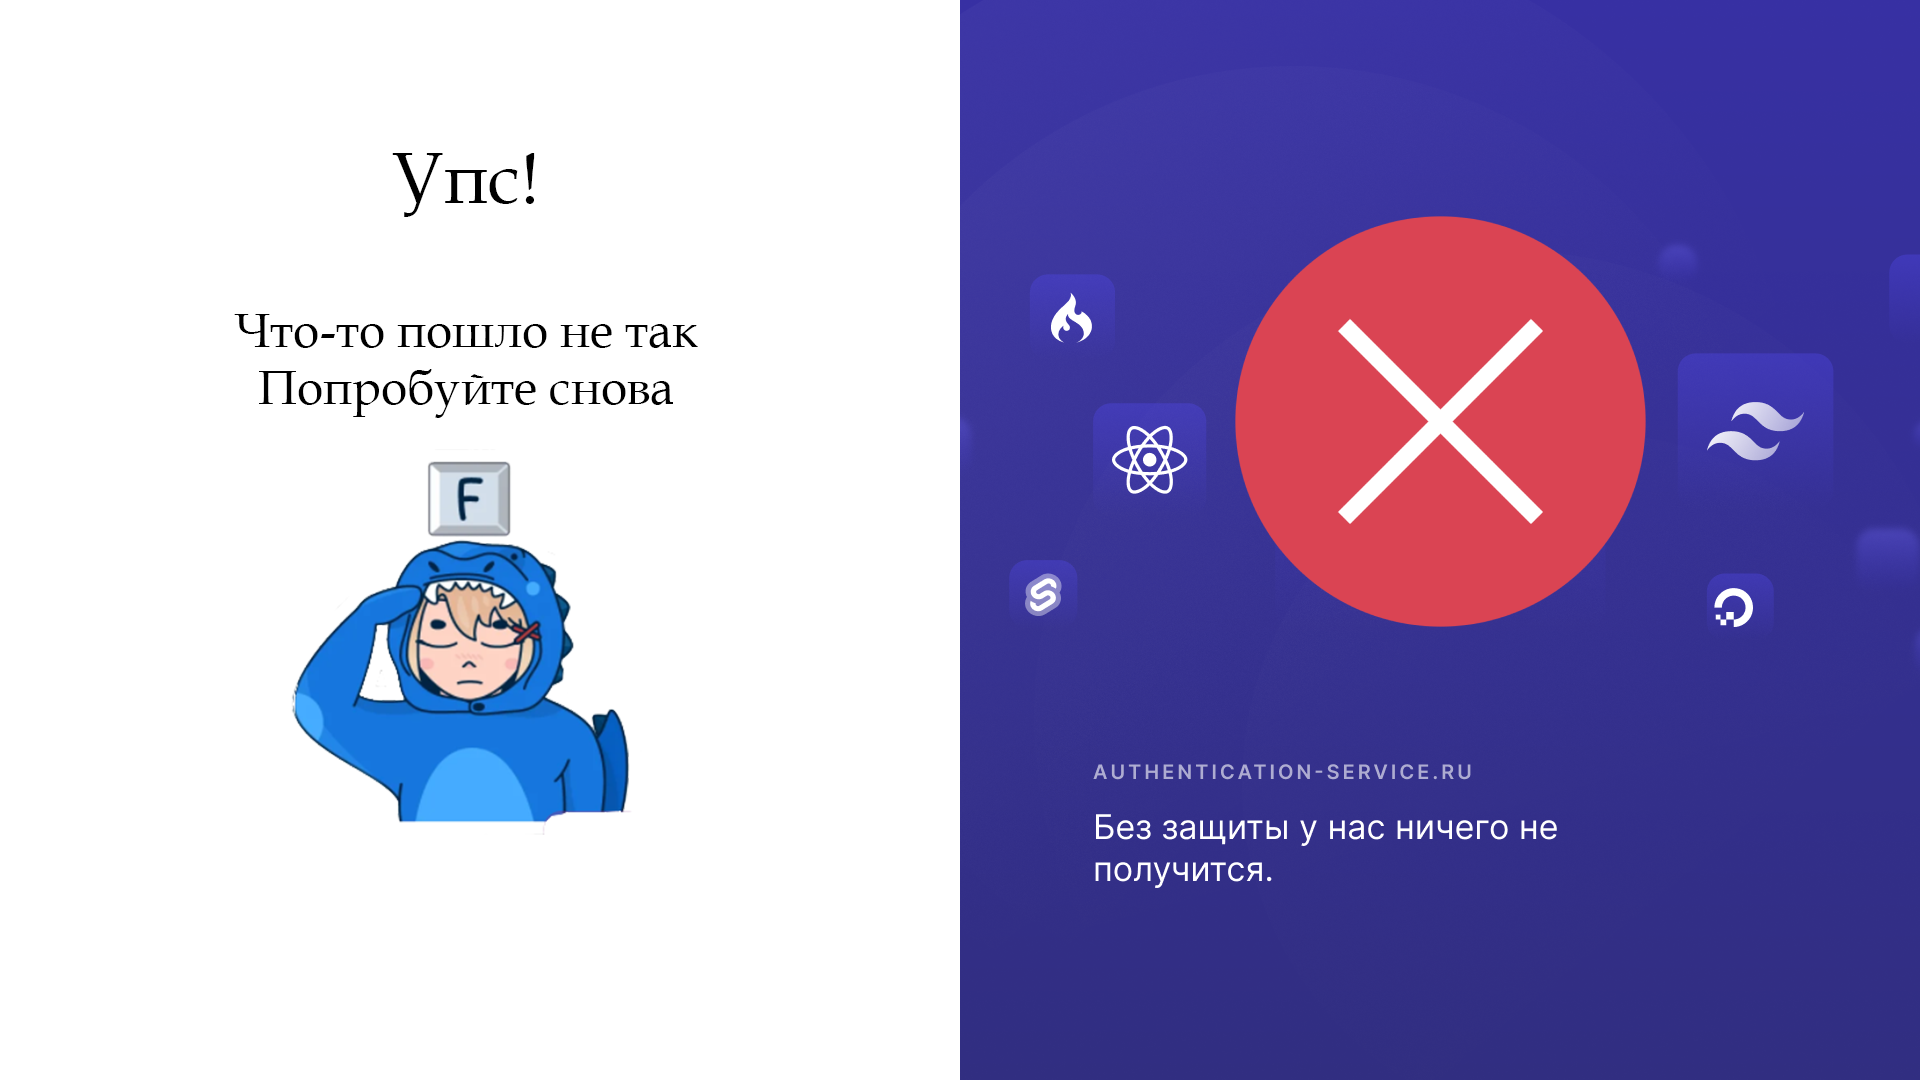 Упс!
Что-то пошло не так
Попробуйте снова
F
AUTHENTICATION-SERVICE.RU
Без защиты у нас ничего не
получится.